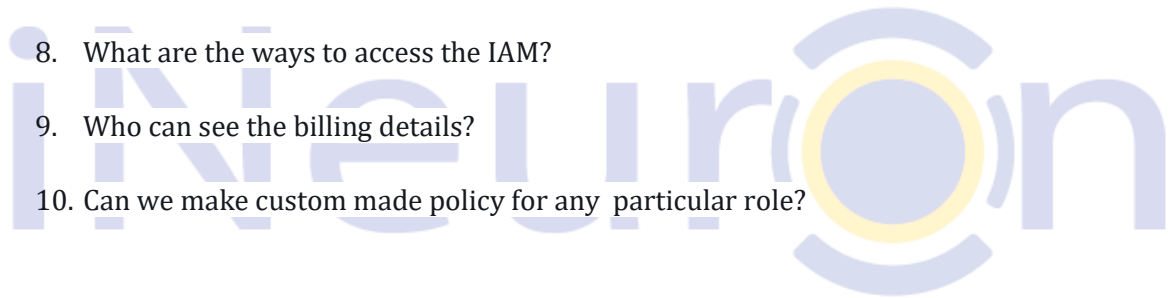 iNeuron
8. What are the ways to access the IAM?
9. Who can see the billing details?
10. Can we make custom made policy for any particular role?